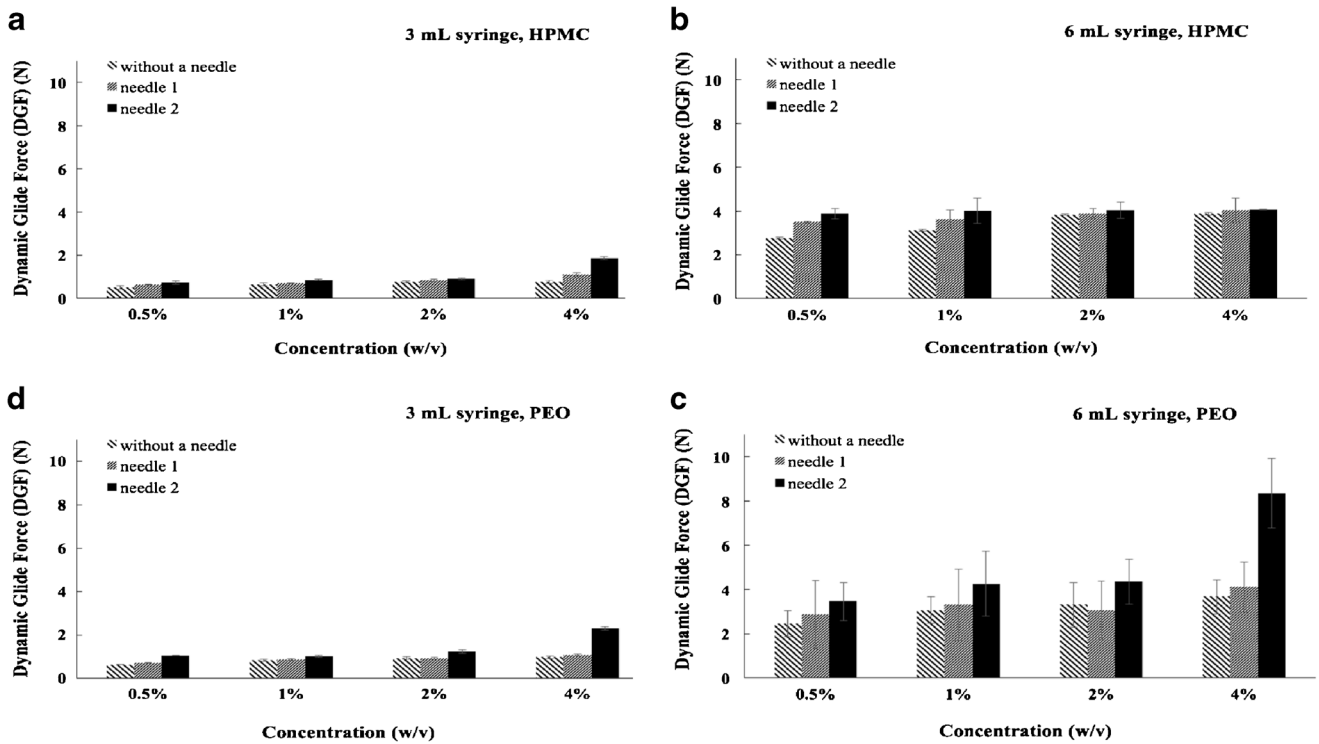 a
3 mL syringe, HPMC
Dynamic Glide Force (DGF) (N)
without a needle
needle 1
needle 2
10
8
6
4
2
0
0.5% 1% 2% 4%
Concentration (w/v)
b
6 mL syringe, HPMC
Dynamic Glide Force (DGF) (N)
without a needle
needle 1
needle 2
10
8
6
4
2
0
0.5% 1% 2% 4%
Concentration (w/v)
d
3 mL syringe, PEO
Dynamic Glide Force (DGF) (N)
without a needle
needle 1
needle 2
10
8
6
4
2
0
0.5% 1% 2% 4%
Concentration (w/v)
c
6 mL syringe, PEO
Dynamic Glide Force (DGF) (N)
without a needle
needle 1
needle 2
10
8
6
4
2
0
0.5% 1% 2% 4%
Concentration (w/v)